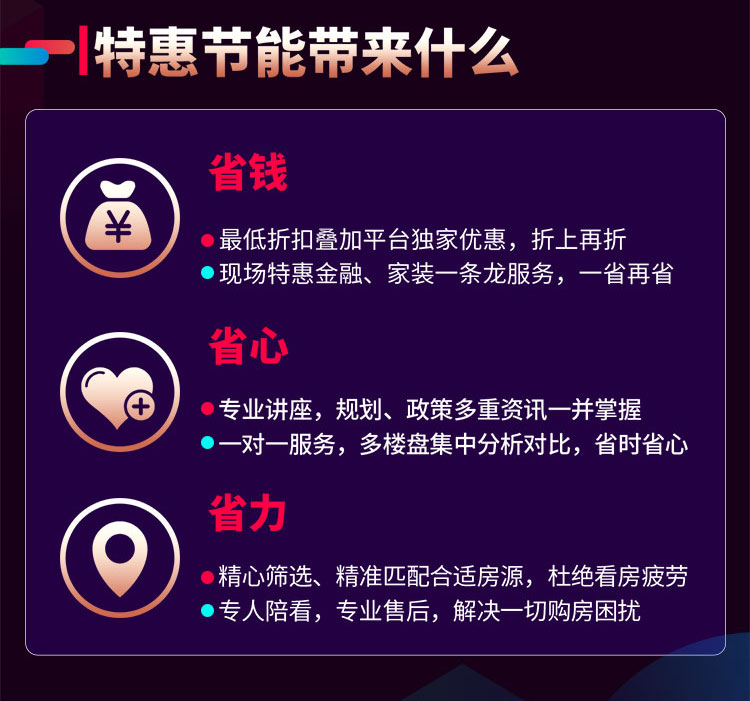 特惠节能带来什么
省钱
最低折扣叠加平台独家优惠，折上再折
现场特惠金融、家装一条龙服务，一省再省
省心
专业讲座，规划、政策多重资讯一并掌握
一对一服务，多楼盘集中分析对比，省时省心
省力
精心筛选、精准匹配合适房源，杜绝看房疲劳
专人陪看，专业售后，解决一切购房困扰